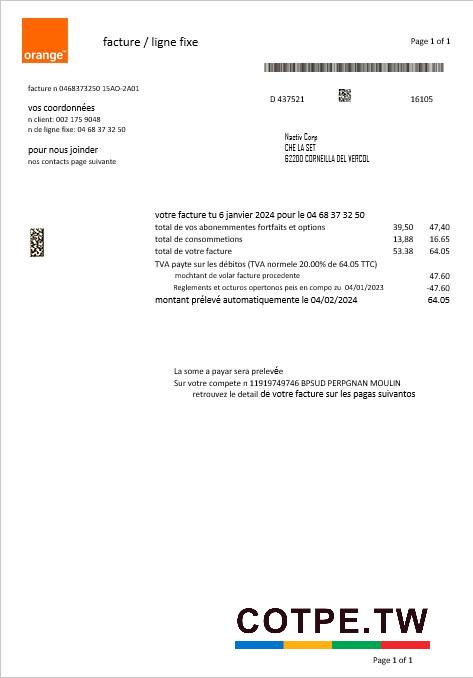 orange™
facture / ligne fixe
Page 1 of 1
facture n 0468373250 15AO-2A01
D 437521
16105
vos coordonnées
n client: 002 175 9048
n de ligne fixe: 04 68 37 32 50
Naztiv Corp
CHE LA SET
62200 CORNEILLA DEL VERCOL
pour nous joinder
nos contacts page suivante
votre facture tu 6 janvier 2024 pour le 04 68 37 32 50
total de vos abonemmentes fortfaits et options 39,50 47,40
total de consommetions 13,88 16.65
total de votre facture 53.38 64.05
TVA payte sur les débitos (TVA normele 20.00% de 64.05 TTC)
mochtant de volar facture procedente 47.60
Reglements et octuros opertonos peis en compo zu 04/01/2023 -47.60
montant prélevé automatiquemente le 04/02/2024 64.05
La some a payar sera prelevée
Sur votre compete n 11919749746 BPSUD PERPGNAN MOULIN
retrouvez le detail de votre facture sur les pagas suivantos
COTPE.TW
Page 1 of 1